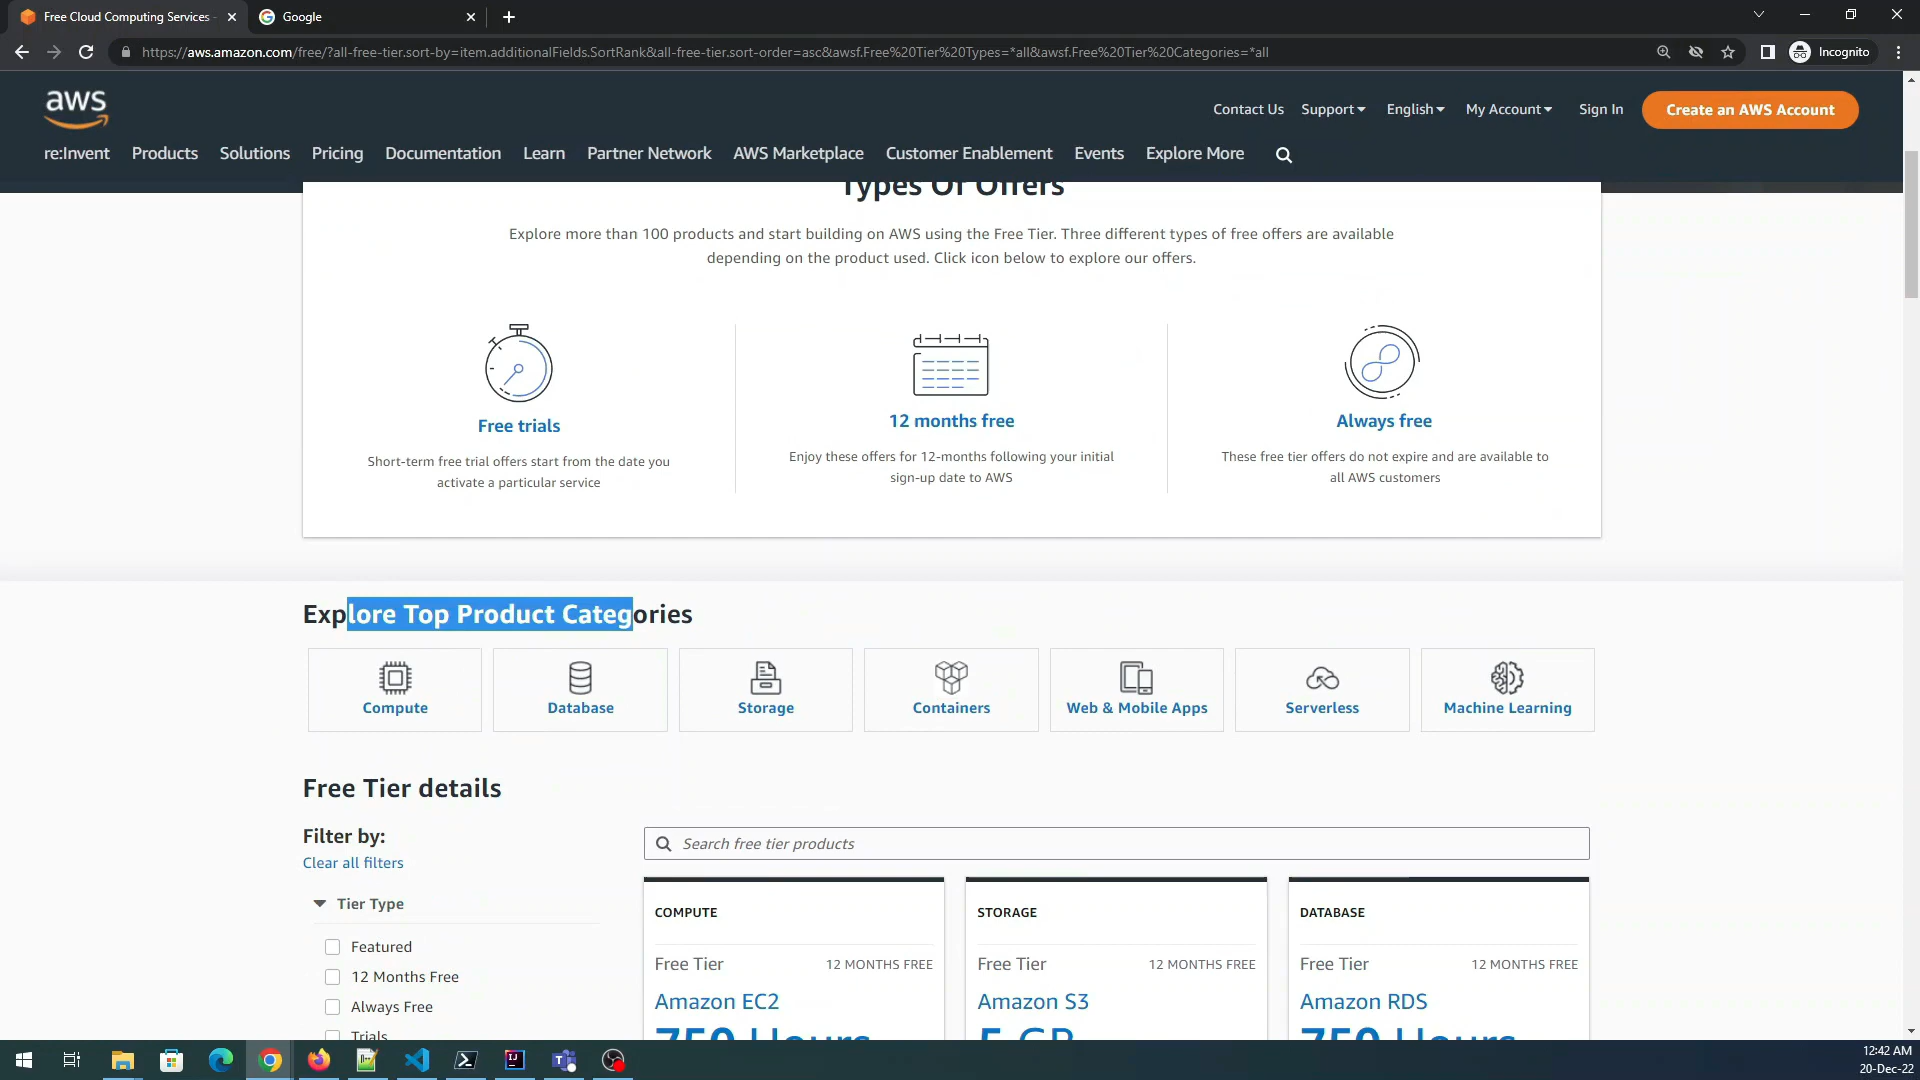 Free Cloud Computing Services -
Google
https://aws.amazon.com/free/?all-free-tier.sort-by=item.additionalFields.SortRank&all-free-tier.sort-order=asc&awsf.Free%20Tier%20Types=*all&awsf.Free%20Tier%20Categories=*all
Incognito
aws
Contact Us Support English My Account Sign In Create an AWS Account
re:Invent Products Solutions Pricing Documentation Learn Partner Network AWS Marketplace Customer Enablement Events Explore More
Types Of Offers
Explore more than 100 products and start building on AWS using the Free Tier. Three different types of free offers are available
depending on the product used. Click icon below to explore our offers.
Free trials
Short-term free trial offers start from the date you
activate a particular service
12 months free
Enjoy these offers for 12-months following your initial
sign-up date to AWS
Always free
These free tier offers do not expire and are available to
all AWS customers
Explore Top Product Categories
Compute
Database
Storage
Containers
Web & Mobile Apps
Serverless
Machine Learning
Free Tier details
Filter by:
Clear all filters
Tier Type
Featured
12 Months Free
Always Free
Trials
Search free tier products
COMPUTE
Free Tier 12 MONTHS FREE
Amazon EC2
750 Hours
STORAGE
Free Tier 12 MONTHS FREE
Amazon S3
5 GB
DATABASE
Free Tier 12 MONTHS FREE
Amazon RDS
750 Hours
12:42 AM
20-Dec-22